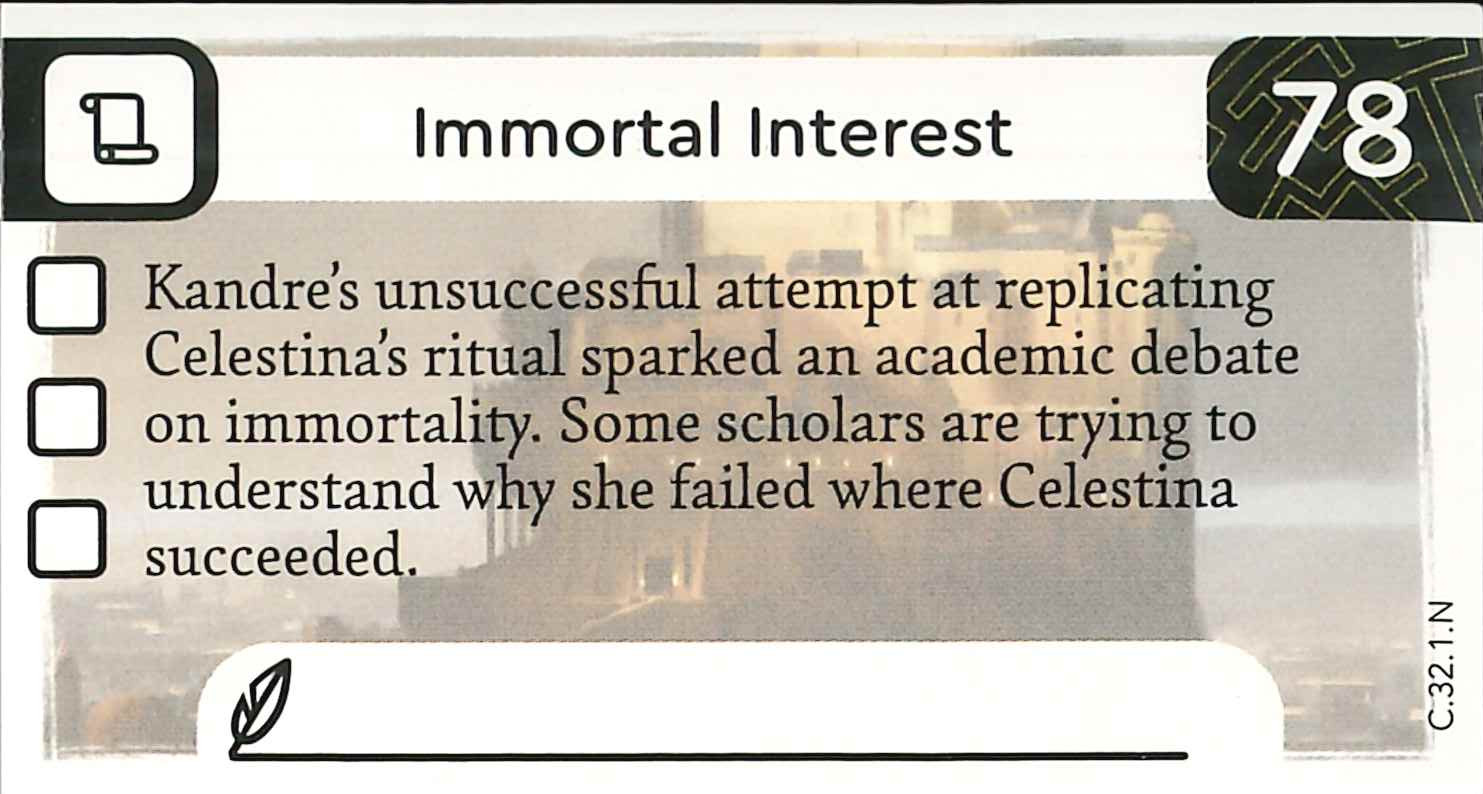 Immortal Interest
78
Kandre's unsuccessful attempt at replicating
Celestina's ritual sparked an academic debate
on immortality. Some scholars are trying to
understand why she failed where Celestina
succeeded.
C.32.1.N